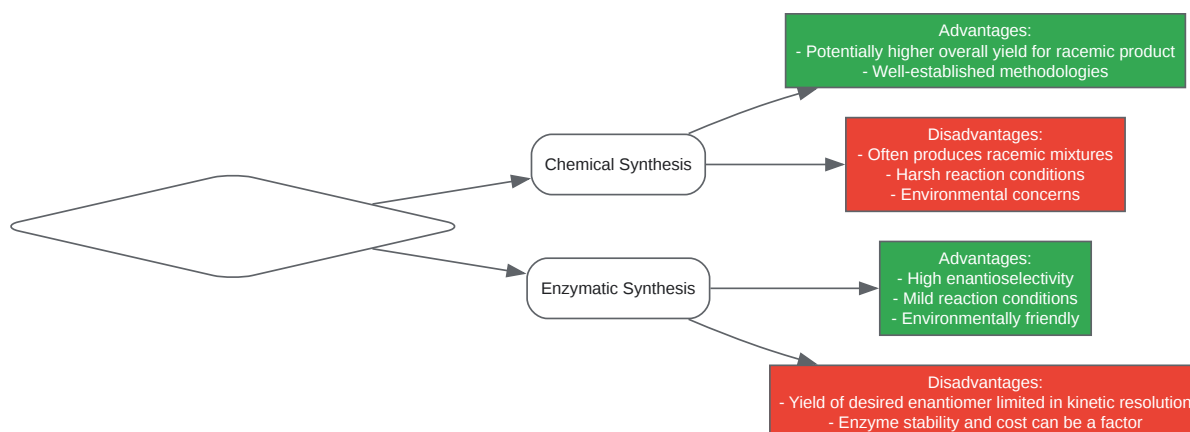 Advantages:
- Potentially higher overall yield for racemic product
- Well-established methodologies
Chemical Synthesis
Disadvantages:
- Often produces racemic mixtures
- Harsh reaction conditions
- Environmental concerns
Enzymatic Synthesis
Advantages:
- High enantioselectivity
- Mild reaction conditions
- Environmentally friendly
Disadvantages:
- Yield of desired enantiomer limited in kinetic resolution
- Enzyme stability and cost can be a factor